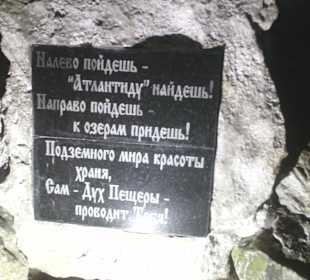 Налево пойдешь -
"Атлантиду" найдешь!
Направо пойдешь -
к озерам придешь!
Подземного мира красоты
храня,
Сам - Дух Пещеры -
проводит Тебя!